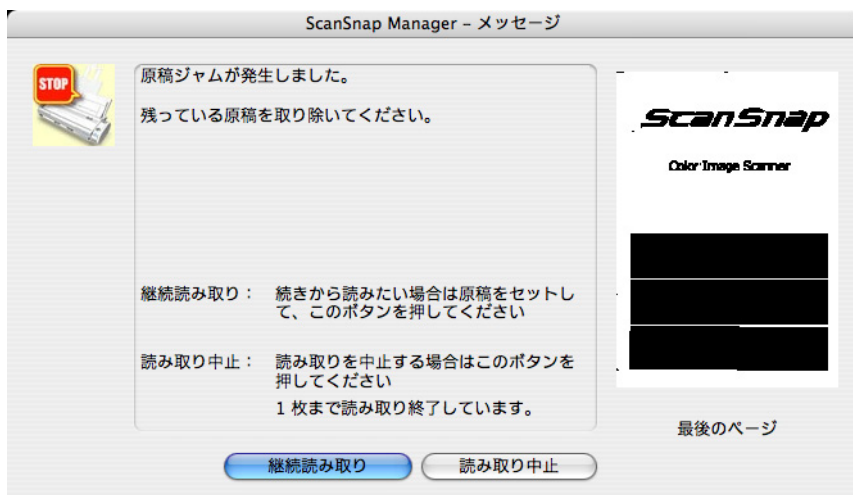 ScanSnap Manager – メッセージ
STOP
原稿ジャムが発生しました。
残っている原稿を取り除いてください。
継続読み取り： 続きから読みたい場合は原稿をセットし
て、このボタンを押してください
読み取り中止： 読み取りを中止する場合はこのボタンを
押してください
1 枚まで読み取り終了しています。
ScanSnap
Color Image Scanner
最後のページ
継続読み取り
読み取り中止